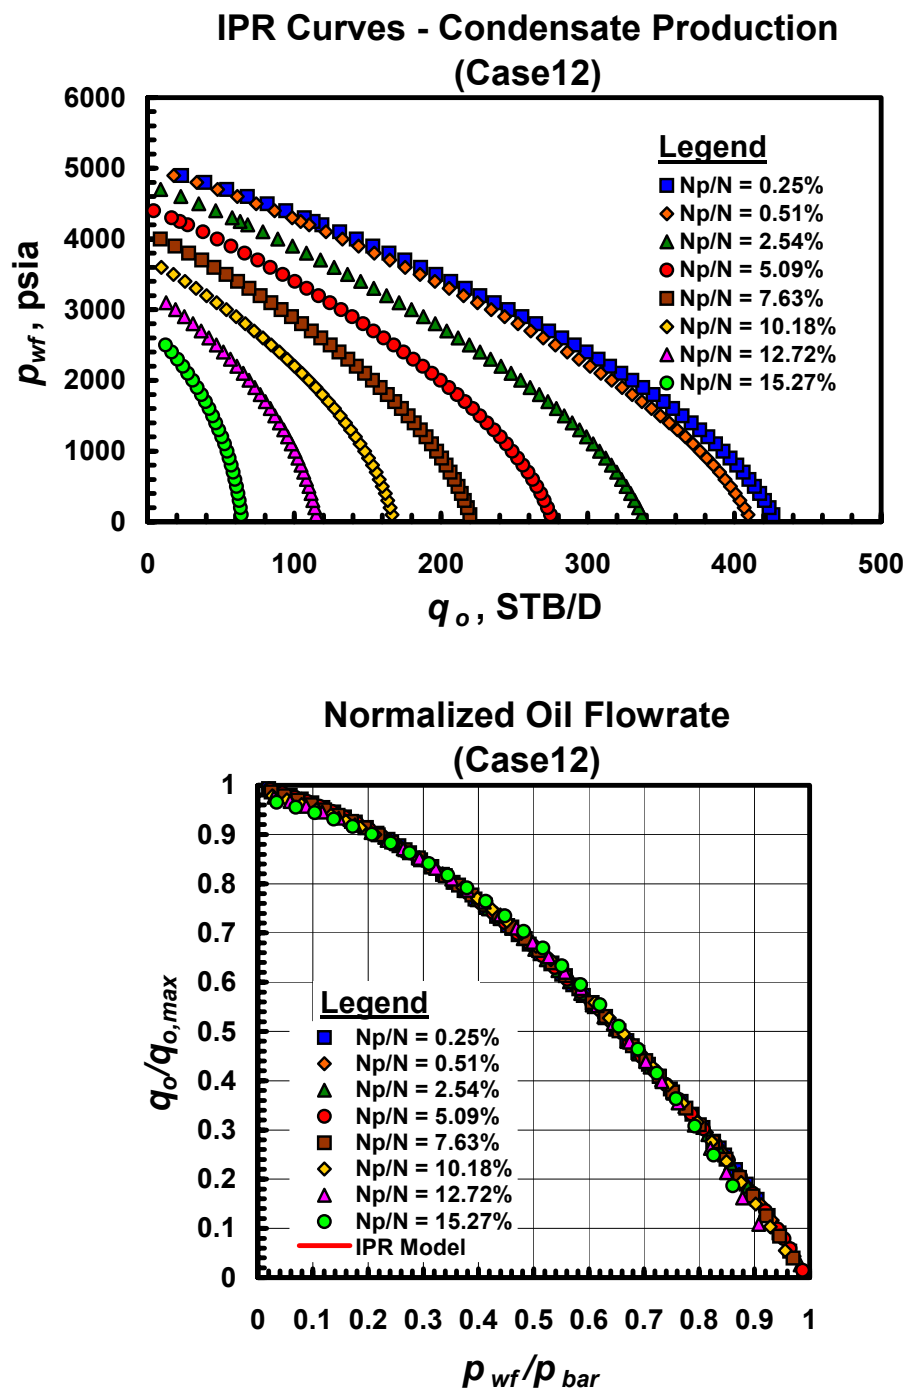 IPR Curves - Condensate Production
(Case12)
6000
5000
4000
3000
2000
1000
0
p wf , psia
Legend
Np/N = 0.25%
Np/N = 0.51%
Np/N = 2.54%
Np/N = 5.09%
Np/N = 7.63%
Np/N = 10.18%
Np/N = 12.72%
Np/N = 15.27%
0 100 200 300 400 500
q o , STB/D
Normalized Oil Flowrate
(Case12)
1
0.9
0.8
0.7
0.6
0.5
0.4
0.3
0.2
0.1
0
q o /q o,max
Legend
Np/N = 0.25%
Np/N = 0.51%
Np/N = 2.54%
Np/N = 5.09%
Np/N = 7.63%
Np/N = 10.18%
Np/N = 12.72%
Np/N = 15.27%
IPR Model
0 0.1 0.2 0.3 0.4 0.5 0.6 0.7 0.8 0.9 1
p wf /p bar